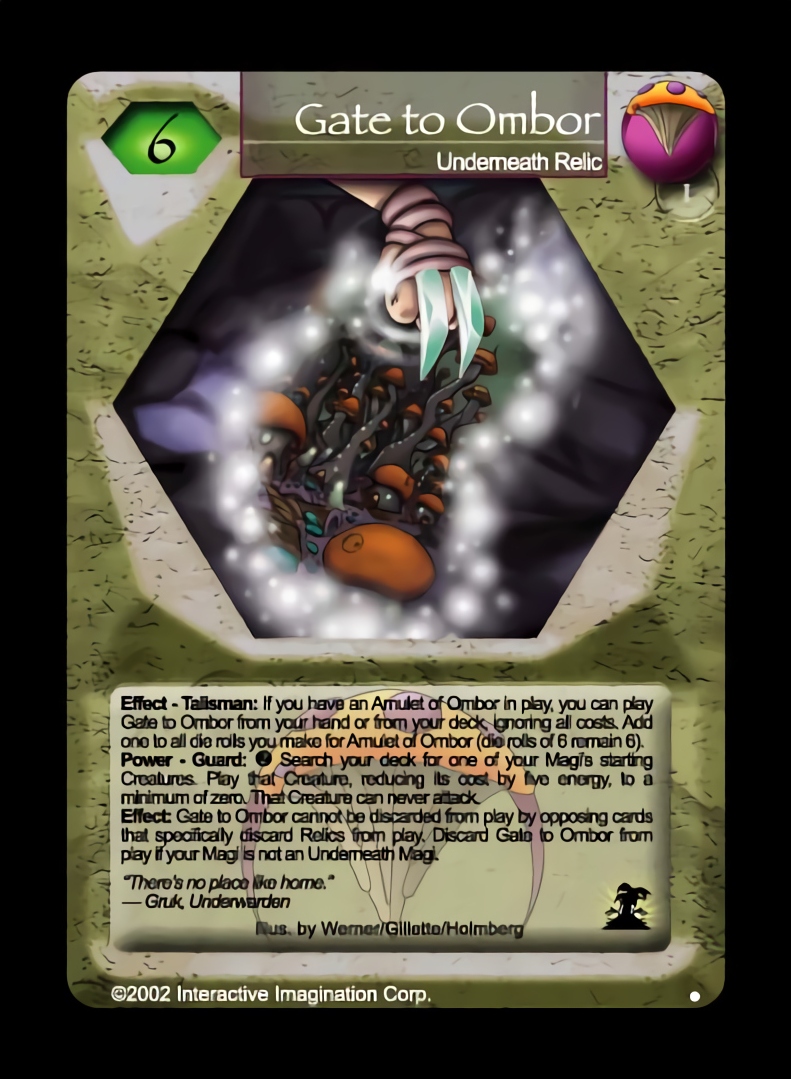 6
Gate to Ombor
Underneath Relic
1
Effect - Talisman: If you have an Amulet of Ombor in play, you can play
Gate to Ombor from your hand or from your deck, ignoring all costs. Add
one to all die rolls you make for Amulet of Ombor (die rolls of 6 remain 6).
Power - Guard: Search your deck for one of your Magi's starting
Creatures. Play that Creature, reducing its cost by five energy, to a
minimum of zero. That Creature can never attack.
Effect: Gate to Ombor cannot be discarded from play by opposing cards
that specifically discard Relics from play. Discard Gate to Ombor from
play if your Magi is not an Underneath Magi.
"There's no place like home."
— Gruk, Underwarden
Illus. by Werner/Gillotte/Holmberg
©2002 Interactive Imagination Corp.